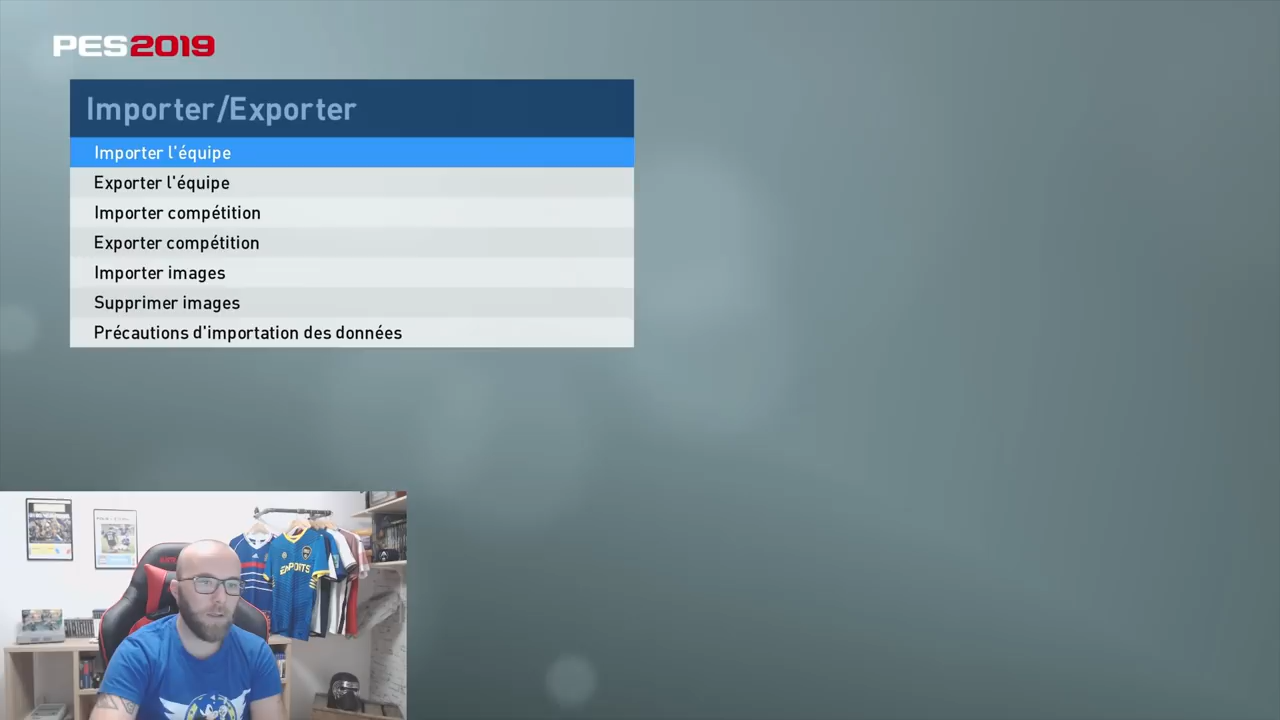 PES2019
Importer/Exporter
Importer l'équipe
Exporter l'équipe
Importer compétition
Exporter compétition
Importer images
Supprimer images
Précautions d'importation des données